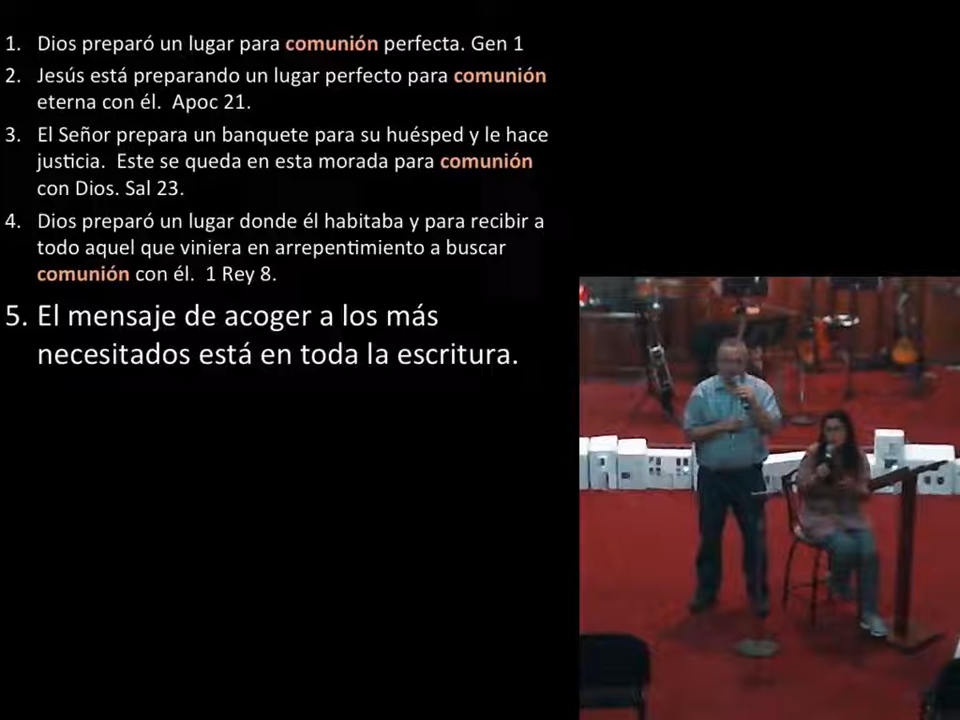 1. Dios preparó un lugar para comunión perfecta. Gen 1
2. Jesús está preparando un lugar perfecto para comunión
eterna con él. Apoc 21.
3. El Señor prepara un banquete para su huésped y le hace
justicia. Este se queda en esta morada para comunión
con Dios. Sal 23.
4. Dios preparó un lugar donde él habitaba y para recibir a
todo aquel que viniera en arrepentimiento a buscar
comunión con él. 1 Rey 8.
5. El mensaje de acoger a los más
necesitados está en toda la escritura.